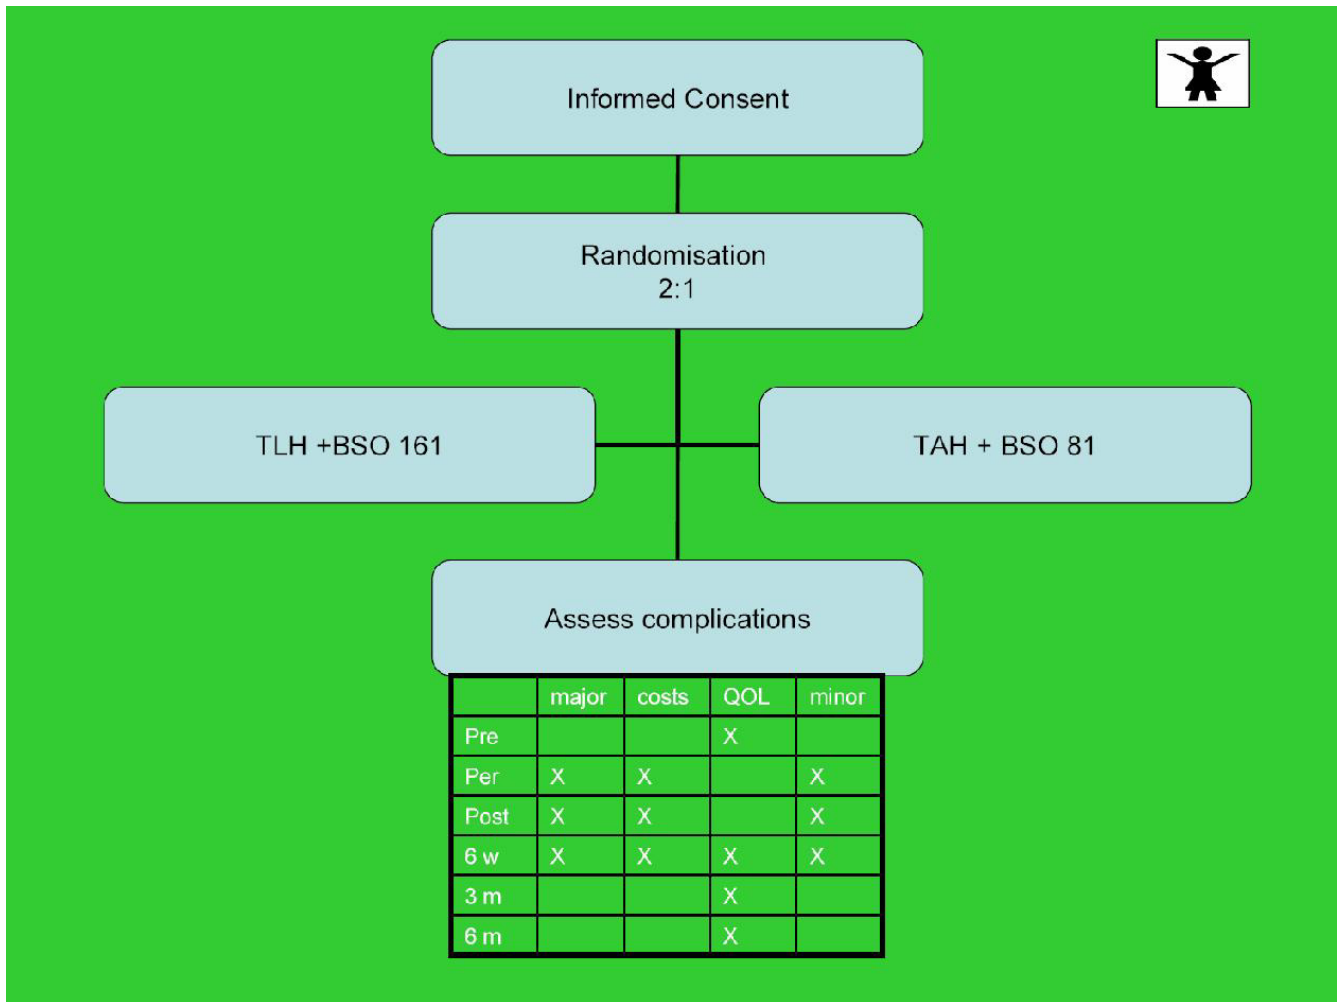 Informed Consent
Randomisation
2:1
TLH +BSO 161
TAH + BSO 81
Assess complications
major costs QOL minor
Pre X
Per X X X
Post X X X
6 w X X X X
3 m X
6 m X